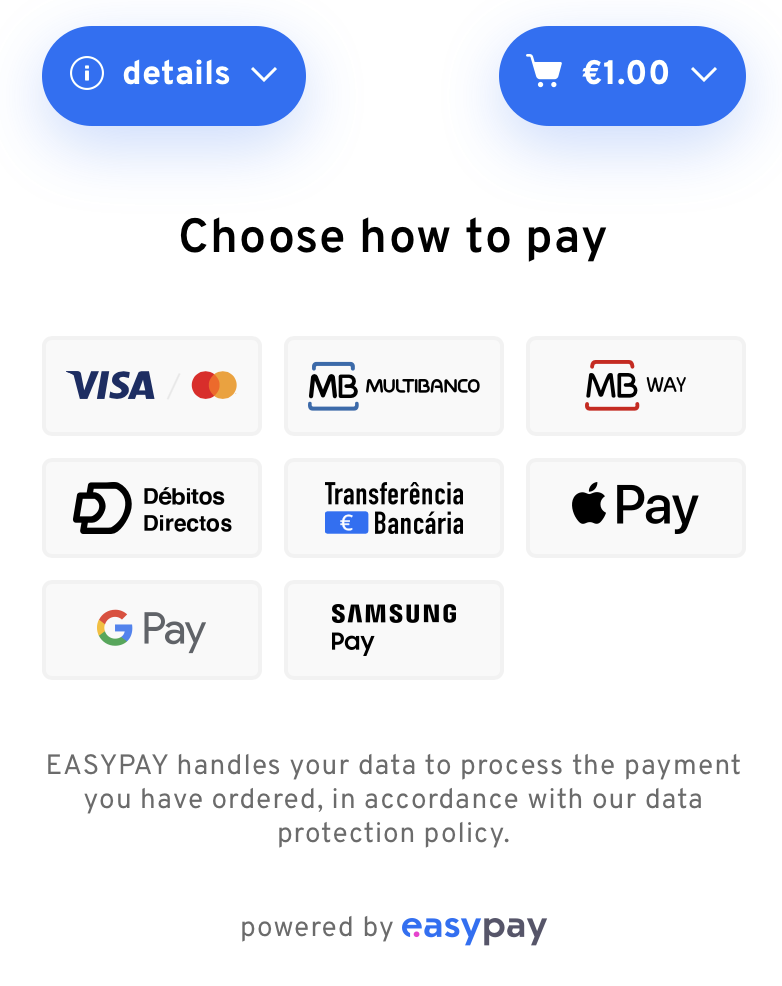 details
€1.00
Choose how to pay
VISA
MB MULTIBANCO
MB WAY
Débitos
Directos
Transferência
€ Bancária
Pay
G Pay
SAMSUNG
Pay
EASYPAY handles your data to process the payment
you have ordered, in accordance with our data
protection policy.
powered by easypay